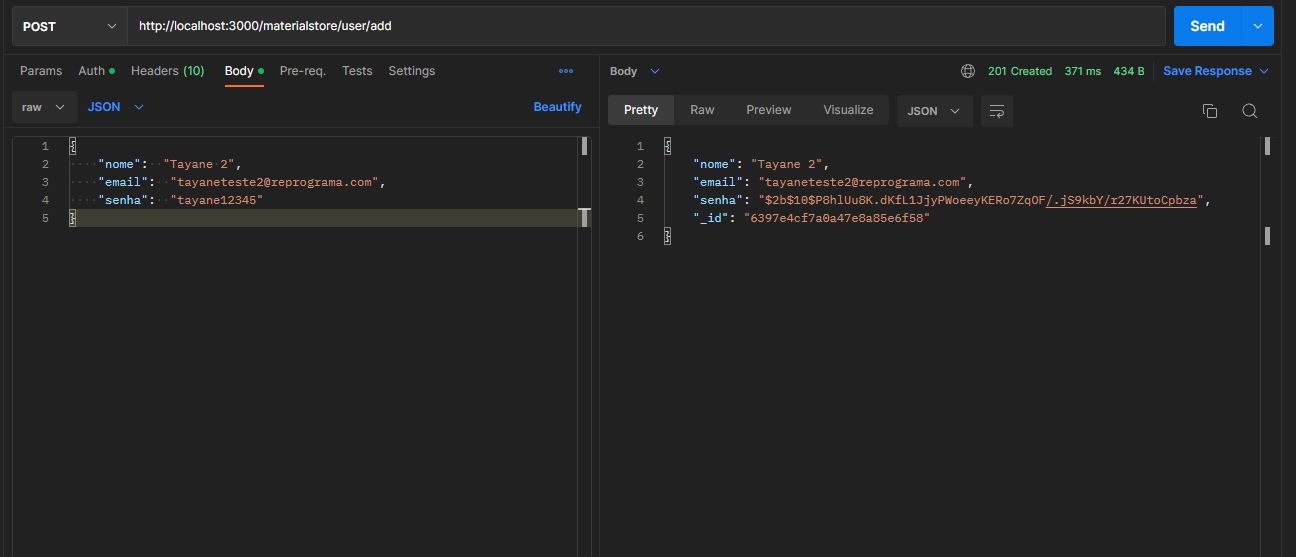 POST http://localhost:3000/materialstore/user/add Send
Params Auth Headers (10) Body Pre-req. Tests Settings
raw JSON Beautify
1 {
2 "nome": "Tayane 2",
3 "email": "tayaneteste2@reprograma.com",
4 "senha": "tayane12345"
5 }
Body 201 Created 371 ms 434 B Save Response
Pretty Raw Preview Visualize JSON
1 {
2 "nome": "Tayane 2",
3 "email": "tayaneteste2@reprograma.com",
4 "senha": "$2b$10$P8hlUu8K.dKfL1JjyPWoeeyKERo7ZqOF/.jS9kbY/r27KUtoCpbza",
5 "_id": "6397e4cf7a0a47e8a85e6f58"
6 }